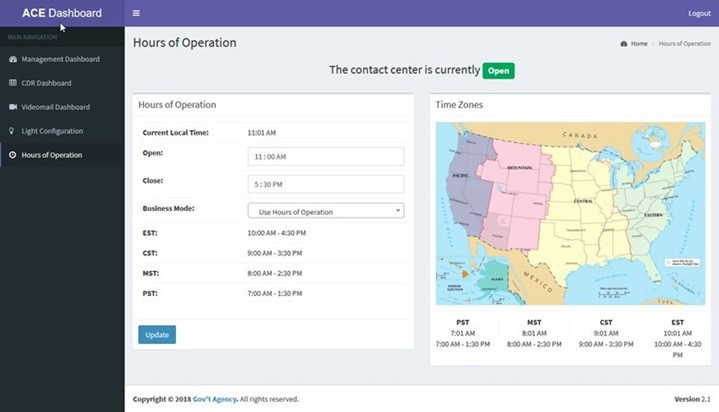 ACE Dashboard
Logout
MAIN NAVIGATION
Management Dashboard
CDR Dashboard
Videomail Dashboard
Light Configuration
Hours of Operation
Hours of Operation
Home > Hours of Operation
The contact center is currently Open
Hours of Operation
Current Local Time: 11:01 AM
Open: 11 : 00 AM
Close: 5 : 30 PM
Business Mode: Use Hours of Operation
EST: 10:00 AM - 4:30 PM
CST: 9:00 AM - 3:30 PM
MST: 8:00 AM - 2:30 PM
PST: 7:00 AM - 1:30 PM
Update
Time Zones
CANADA
PACIFIC
MOUNTAIN
CENTRAL
EASTERN
MEXICO
PST
7:01 AM
7:00 AM - 1:30 PM
MST
8:01 AM
8:00 AM - 2:30 PM
CST
9:01 AM
9:00 AM - 3:30 PM
EST
10:01 AM
10:00 AM - 4:30
PM
Copyright © 2018 Gov't Agency. All rights reserved.
Version 2.1